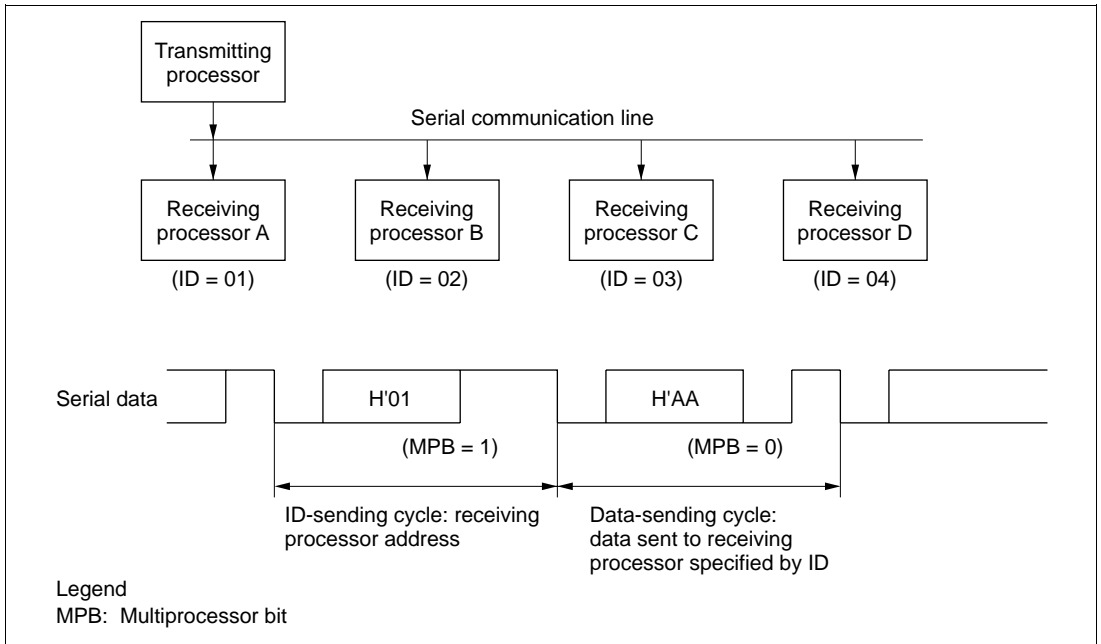 Transmitting
processor
Serial communication line
Receiving
processor A
Receiving
processor B
Receiving
processor C
Receiving
processor D
(ID = 01)
(ID = 02)
(ID = 03)
(ID = 04)
Serial data
H'01
H'AA
(MPB = 1)
(MPB = 0)
ID-sending cycle: receiving
processor address
Data-sending cycle:
data sent to receiving
processor specified by ID
Legend
MPB: Multiprocessor bit